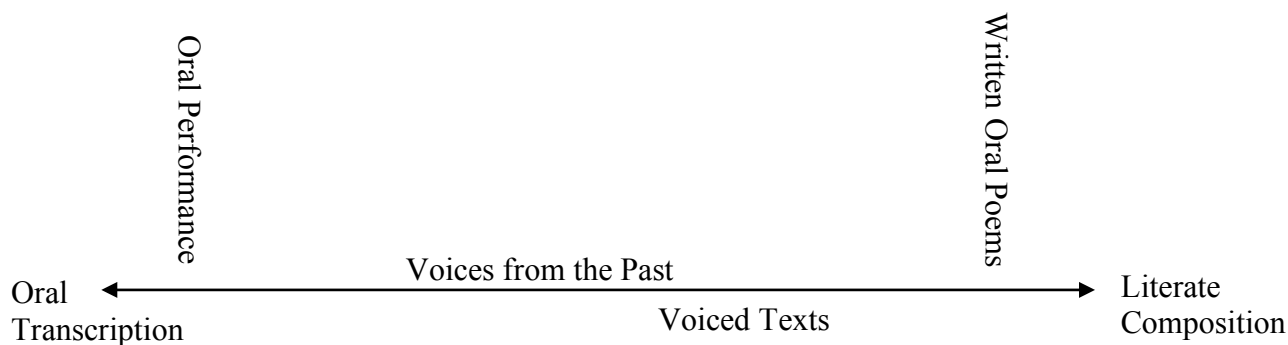 Oral Performance
Written Oral Poems
Voices from the Past
Oral
Transcription
Voiced Texts
Literate
Composition